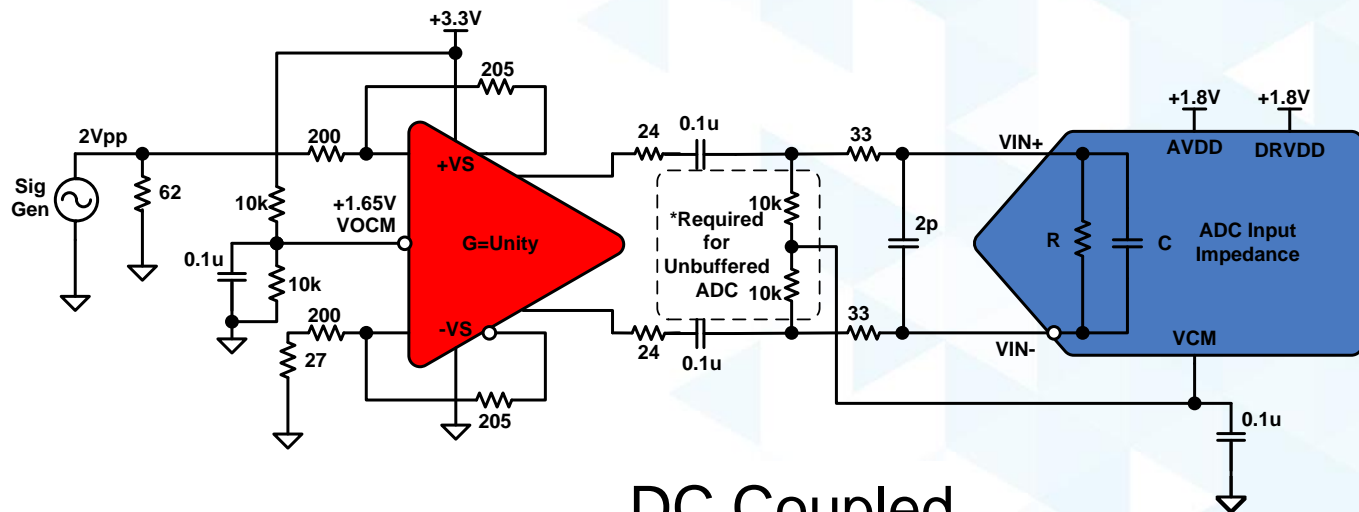 +3.3V
205
+1.8V
+1.8V
2Vpp
200
24
0.1u
33
VIN+
AVDD
DRVDD
+VS
Sig
Gen
62
10k
+1.65V
VOCM
G=Unity
*Required
for
Unbuffered
ADC
10k
10k
2p
R
C
ADC Input
Impedance
0.1u
10k
200
-VS
24
0.1u
33
VIN-
VCM
27
205
0.1u
DC Coupled